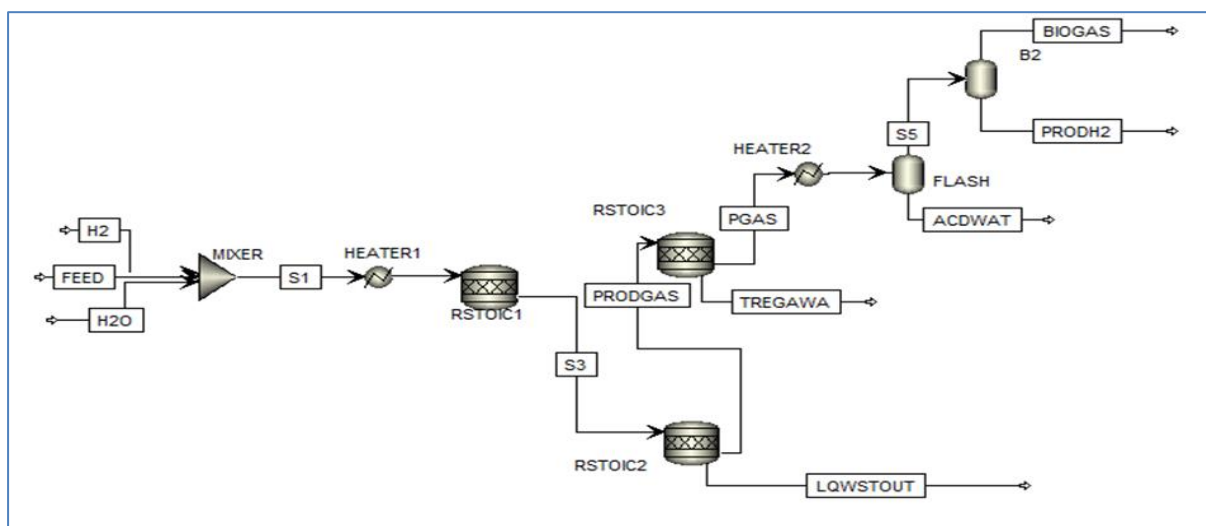 BIOGAS
B2
PRODH2
S5
HEATER2
FLASH
ACDWAT
RSTOIC3
PGAS
H2
MIXER
HEATER1
FEED
S1
PRODGAS
TREGAWA
H2O
RSTOIC1
S3
RSTOIC2
LQWSTOUT